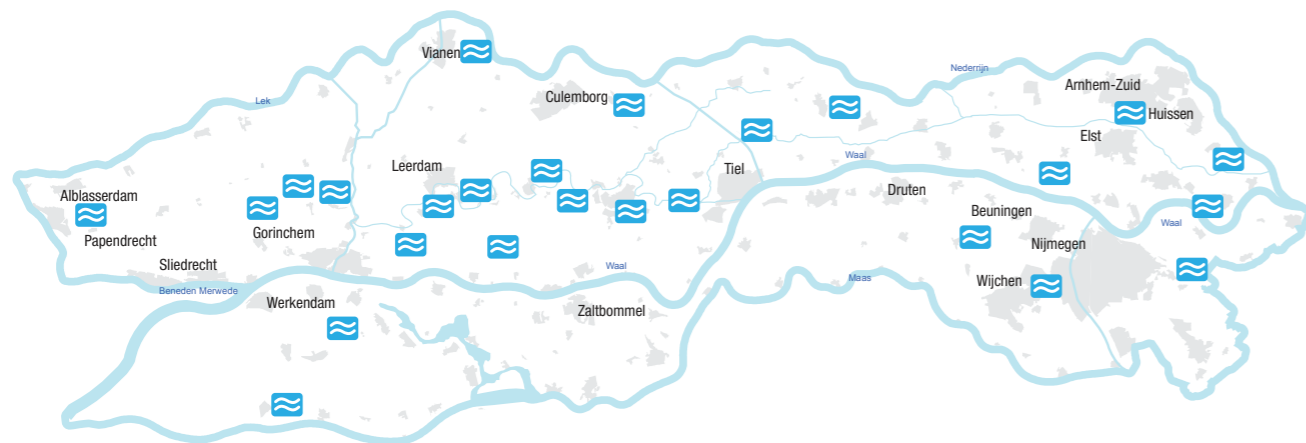 Vianen
Nederrijn
Arnhem-Zuid
Culemborg
Lek
Huissen
Elst
Waal
Leerdam
Tiel
Druten
Alblasserdam
Beuningen
Waal
Gorinchem
Papendrecht
Nijmegen
Sliedrecht
Waal
Maas
Wijchen
Beneden Merwede
Werkendam
Zaltbommel